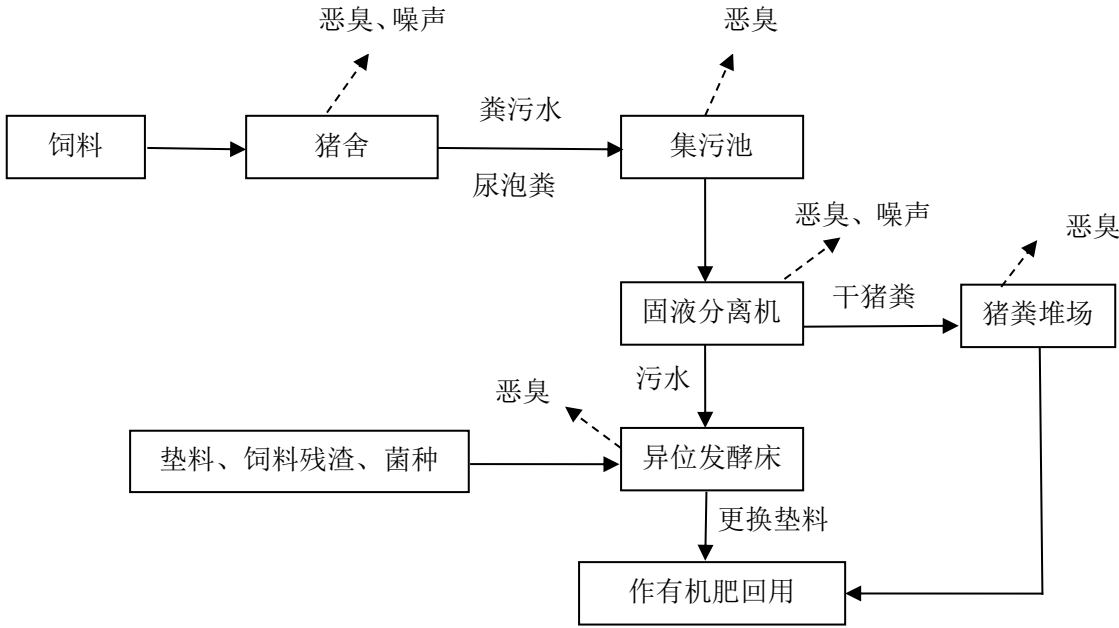 恶臭、噪声
恶臭
饲料
猪舍
粪污水
尿泡粪
集污池
恶臭、噪声
恶臭
固液分离机
干猪粪
猪粪堆场
污水
恶臭
垫料、饲料残渣、菌种
异位发酵床
更换垫料
作有机肥回用